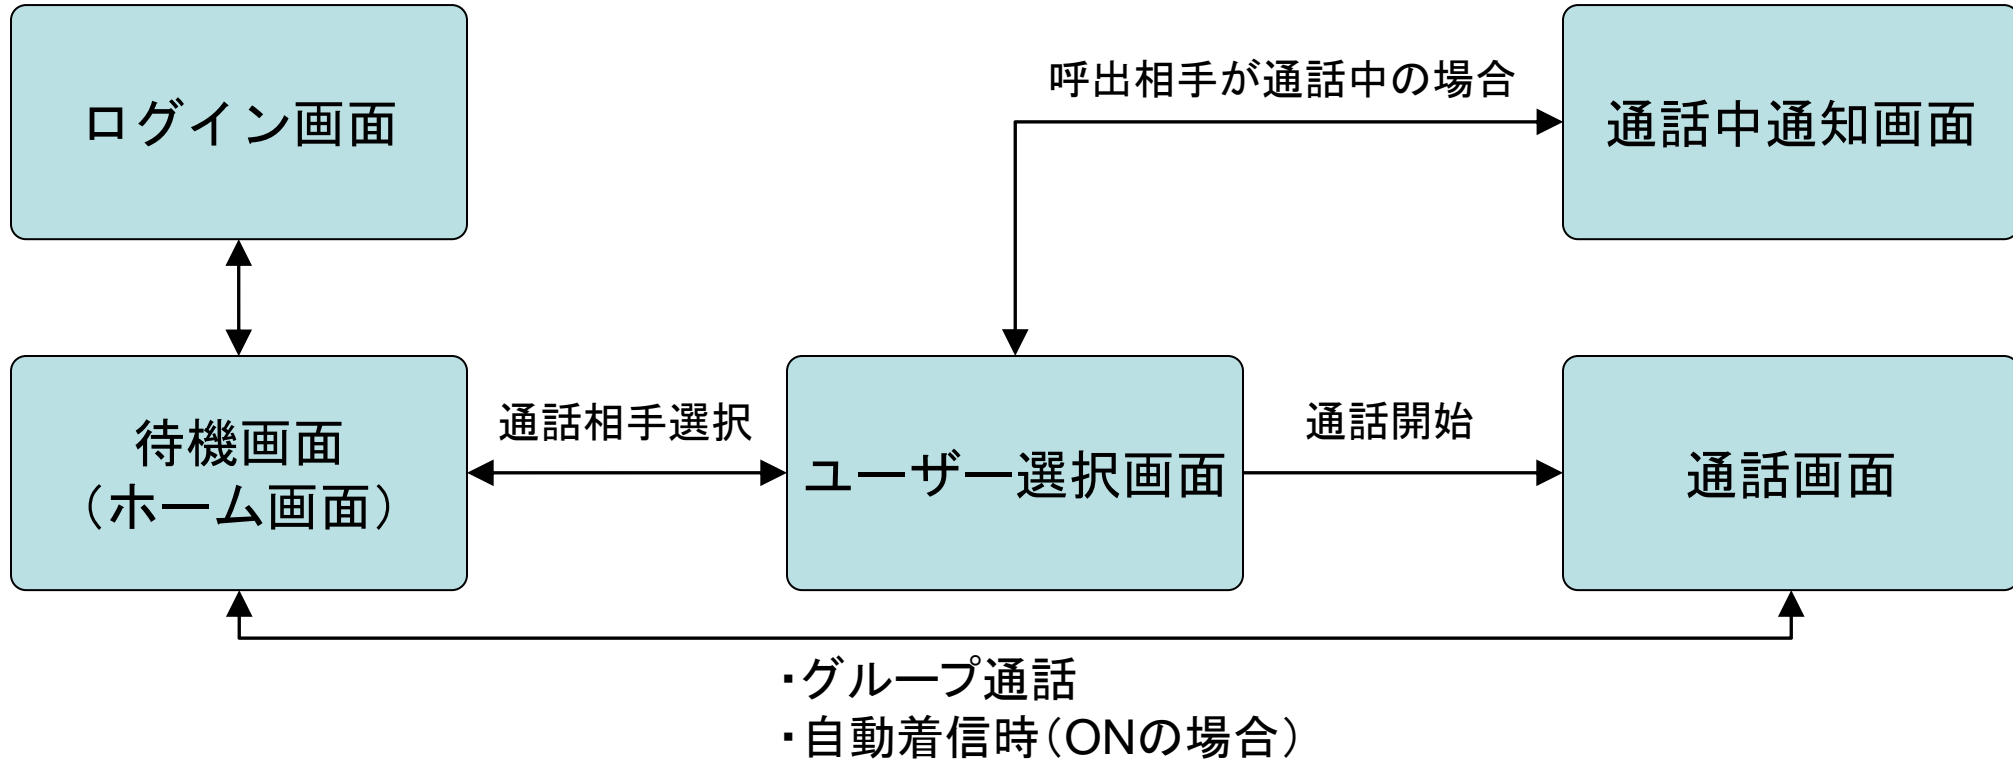 ログイン画面
呼出相手が通話中の場合
通話中通知画面
待機画面
（ホーム画面）
通話相手選択
ユーザー選択画面
通話開始
通話画面
・グループ通話
・自動着信時（ONの場合）